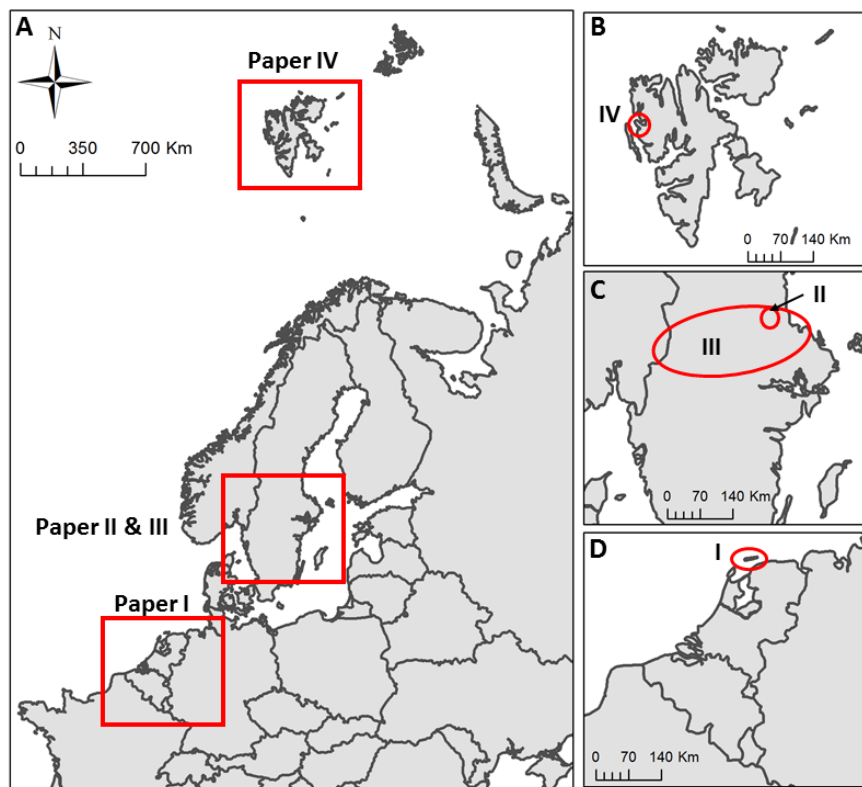 A
N
0 350 700 Km
Paper IV
Paper II & III
Paper I
B
IV
0 70 140 Km
C
II
III
0 70 140 Km
D
I
0 70 140 Km